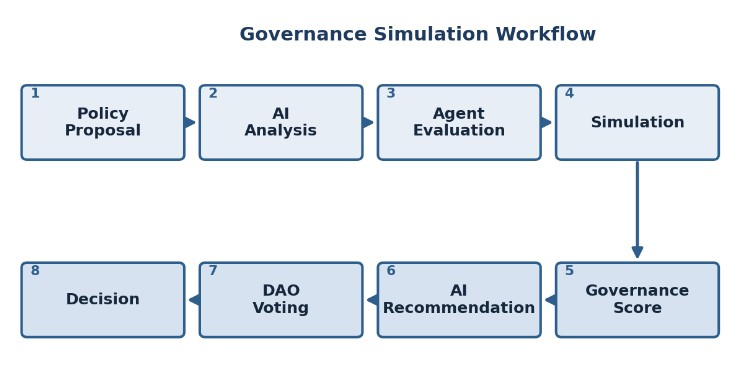 Governance Simulation Workflow
1
Policy
Proposal
2
AI
Analysis
3
Agent
Evaluation
4
Simulation
5
Governance
Score
6
AI
Recommendation
7
DAO
Voting
8
Decision